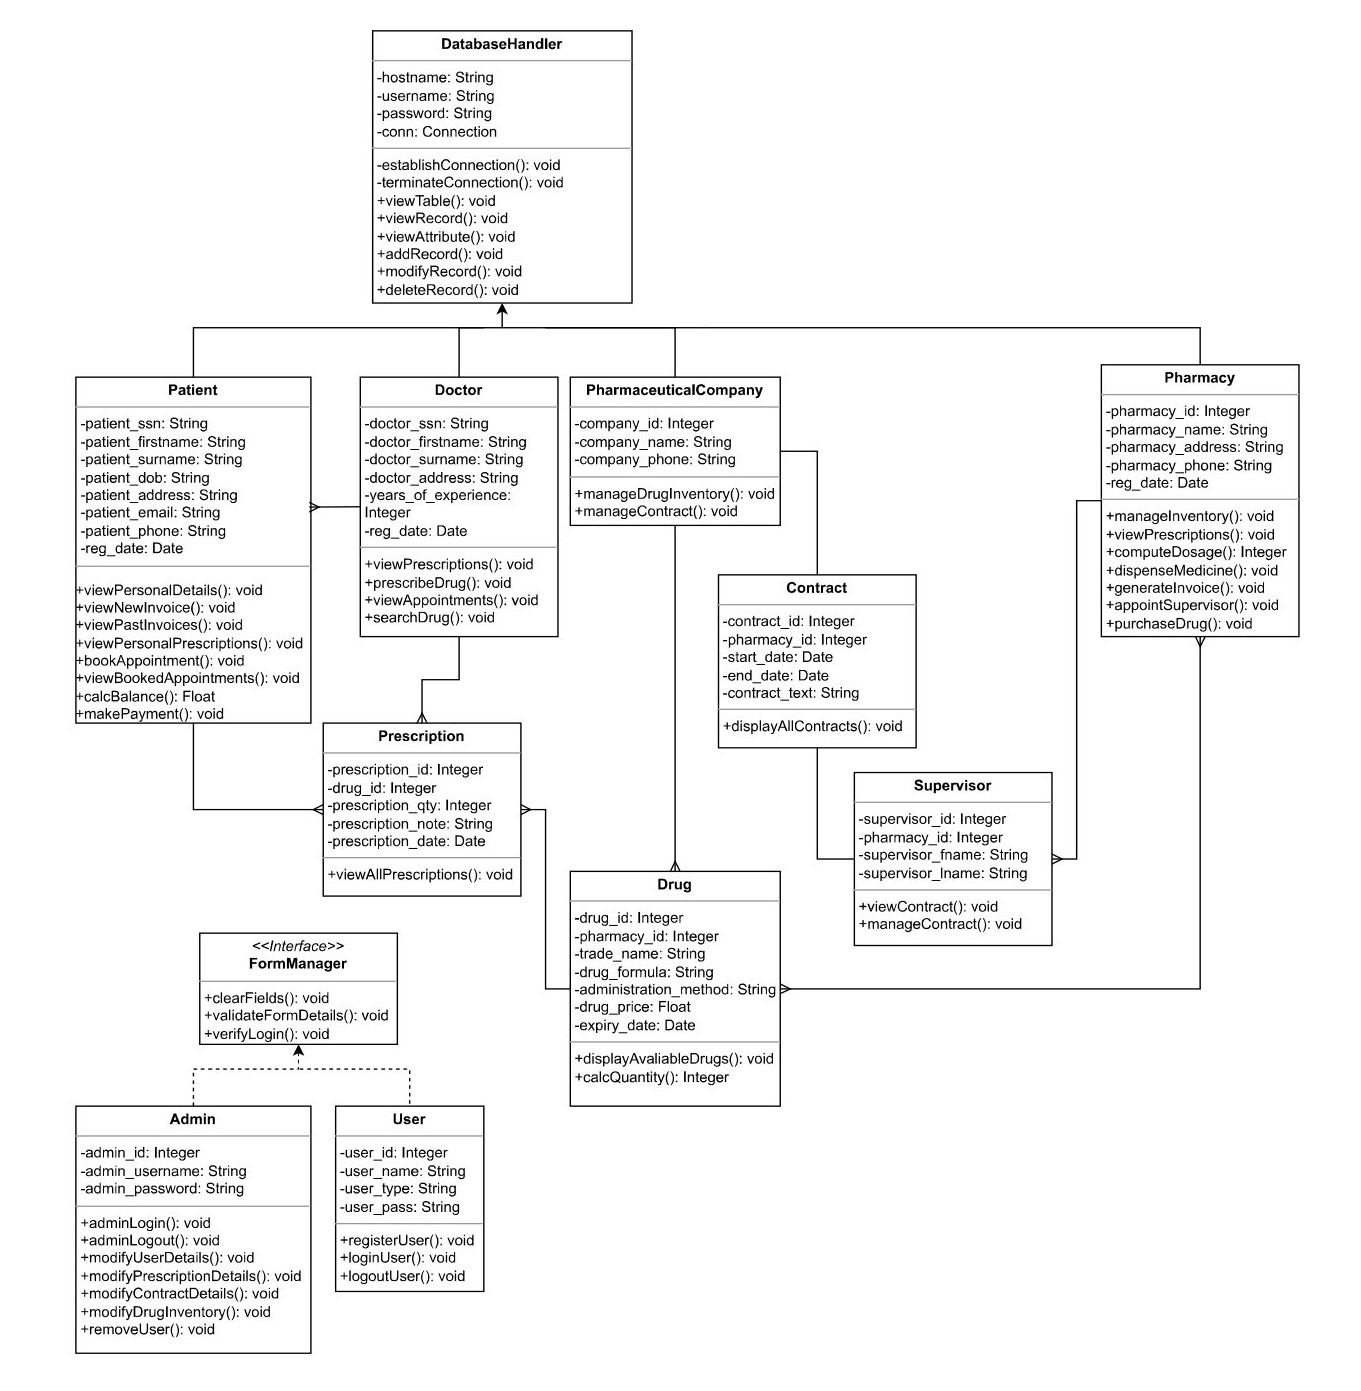 DatabaseHandler
-hostname: String
-username: String
-password: String
-conn: Connection
-establishConnection(): void
-terminateConnection(): void
+viewTable(): void
+viewRecord(): void
+viewAttribute(): void
+addRecord(): void
+modifyRecord(): void
+deleteRecord(): void
Patient
-patient_ssn: String
-patient_firstname: String
-patient_surname: String
-patient_dob: String
-patient_address: String
-patient_email: String
-patient_phone: String
-reg_date: Date
+viewPersonalDetails(): void
+viewNewInvoice(): void
+viewPastInvoices(): void
+viewPersonalPrescriptions(): void
+bookAppointment(): void
+viewBookedAppointments(): void
+calcBalance(): Float
+makePayment(): void
Doctor
-doctor_ssn: String
-doctor_firstname: String
-doctor_surname: String
-doctor_address: String
-years_of_experience:
Integer
-reg_date: Date
+viewPrescriptions(): void
+prescribeDrug(): void
+viewAppointments(): void
+searchDrug(): void
PharmaceuticalCompany
-company_id: Integer
-company_name: String
-company_phone: String
+manageDrugInventory(): void
+manageContract(): void
Pharmacy
-pharmacy_id: Integer
-pharmacy_name: String
-pharmacy_address: String
-pharmacy_phone: String
-reg_date: Date
+manageInventory(): void
+viewPrescriptions(): void
+computeDosage(): Integer
+dispenseMedicine(): void
+generateInvoice(): void
+appointSupervisor(): void
+purchaseDrug(): void
Contract
-contract_id: Integer
-pharmacy_id: Integer
-start_date: Date
-end_date: Date
-contract_text: String
+displayAllContracts(): void
Prescription
-prescription_id: Integer
-drug_id: Integer
-prescription_qty: Integer
-prescription_note: String
-prescription_date: Date
+viewAllPrescriptions(): void
Supervisor
-supervisor_id: Integer
-pharmacy_id: Integer
-supervisor_fname: String
-supervisor_lname: String
+viewContract(): void
+manageContract(): void
Drug
-drug_id: Integer
-pharmacy_id: Integer
-trade_name: String
-drug_formula: String
-administration_method: String
-drug_price: Float
-expiry_date: Date
+displayAvaliableDrugs(): void
+calcQuantity(): Integer
<<Interface>>
FormManager
+clearFields(): void
+validateFormDetails(): void
+verifyLogin(): void
Admin
-admin_id: Integer
-admin_username: String
-admin_password: String
+adminLogin(): void
+adminLogout(): void
+modifyUserDetails(): void
+modifyPrescriptionDetails(): void
+modifyContractDetails(): void
+modifyDrugInventory(): void
+removeUser(): void
User
-user_id: Integer
-user_name: String
-user_type: String
-user_pass: String
+registerUser(): void
+loginUser(): void
+logoutUser(): void